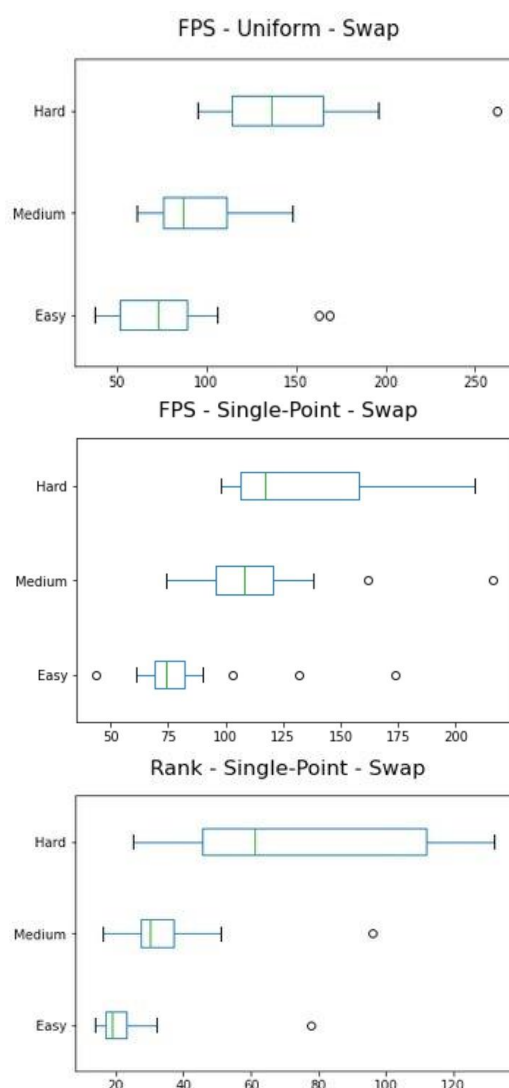 FPS - Uniform - Swap
Hard
Medium
Easy
50 100 150 200 250
FPS - Single-Point - Swap
Hard
Medium
Easy
50 75 100 125 150 175 200
Rank - Single-Point - Swap
Hard
Medium
Easy
20 40 60 80 100 120